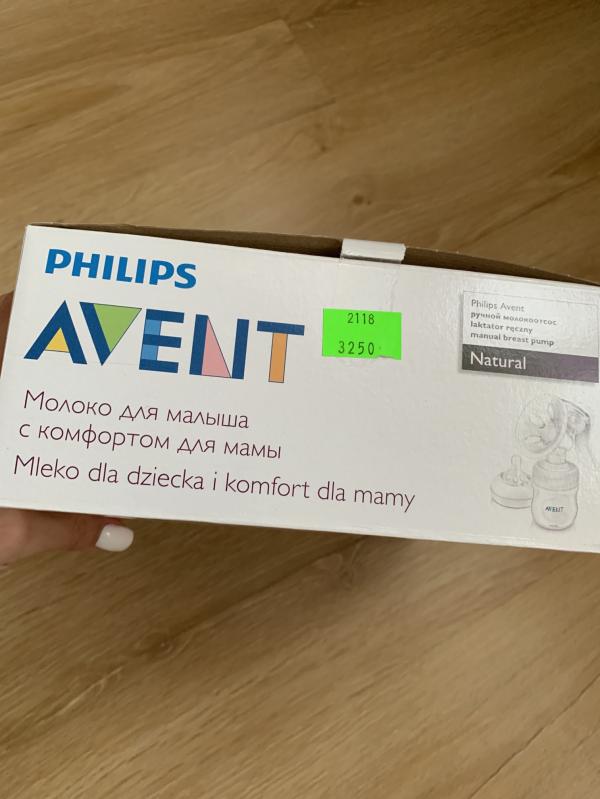 PHILIPS
AVENT
2118
3250
Philips Avent
ручной молокоотсос
laktator ręczny
manual breast pump
Natural
Молоко для малыша
с комфортом для мамы
Mleko dla dziecka i komfort dla mamy
AVENT